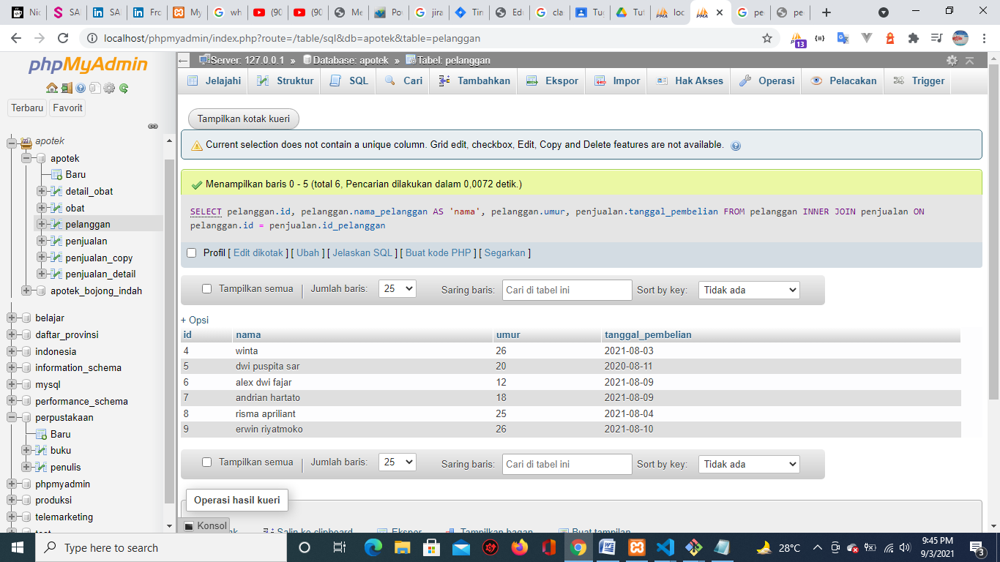 Nic
SA
SA
Fro
My
wh
(90
(90
Me
Pov
jira
Tin
Edi
cla
Tug
Tut
loc
pe
pe
localhost/phpmyadmin/index.php?route=/table/sql&db=apotek&table=pelanggan
13
phpMyAdmin
Terbaru
Favorit
apotek
apotek
Baru
detail_obat
obat
pelanggan
penjualan
penjualan_copy
penjualan_detail
apotek_bojong_indah
belajar
daftar_provinsi
indonesia
information_schema
mysql
performance_schema
perpustakaan
Baru
buku
penulis
phpmyadmin
produksi
telemarketing
Server: 127.0.0.1 » Database: apotek » Tabel: pelanggan
Jelajahi Struktur SQL Cari Tambahkan Ekspor Impor Hak Akses Operasi Pelacakan Trigger
Tampilkan kotak kueri
Current selection does not contain a unique column. Grid edit, checkbox, Edit, Copy and Delete features are not available.
Menampilkan baris 0 - 5 (total 6, Pencarian dilakukan dalam 0,0072 detik.)
SELECT pelanggan.id, pelanggan.nama_pelanggan AS 'nama', pelanggan.umur, penjualan.tanggal_pembelian FROM pelanggan INNER JOIN penjualan ON
pelanggan.id = penjualan.id_pelanggan
Profil [ Edit dikotak ] [ Ubah ] [ Jelaskan SQL ] [ Buat kode PHP ] [ Segarkan ]
Tampilkan semua | Jumlah baris: 25 Saring baris: Cari di tabel ini Sort by key: Tidak ada
+ Opsi
id nama umur tanggal_pembelian
4 winta 26 2021-08-03
5 dwi puspita sar 20 2020-08-11
6 alex dwi fajar 12 2021-08-09
7 andrian hartato 18 2021-08-09
8 risma apriliant 25 2021-08-04
9 erwin riyatmoko 26 2021-08-10
Tampilkan semua | Jumlah baris: 25 Saring baris: Cari di tabel ini Sort by key: Tidak ada
Operasi hasil kueri
Salin ke clipboard Ekspor Tampilkan bagan Buat tampilan
Konsol
Type here to search
28°C
9:45 PM
9/3/2021
3